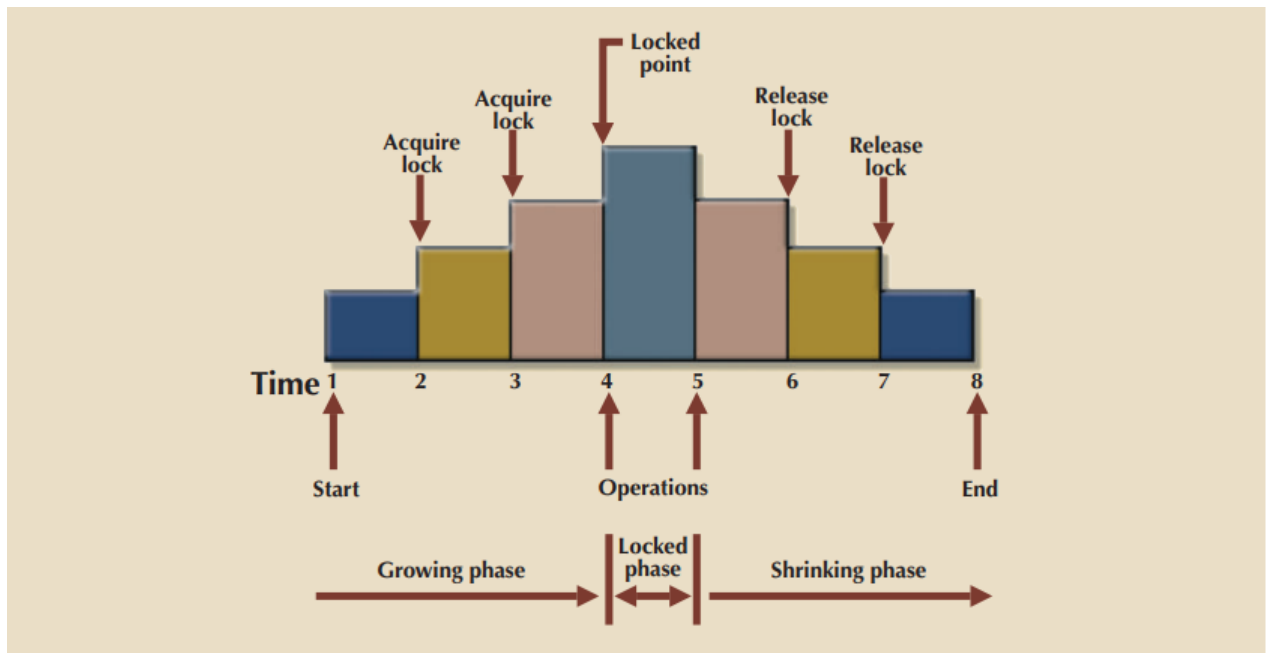 Locked
point
Acquire
lock
Release
lock
Acquire
lock
Release
lock
Time 1 2 3 4 5 6 7 8
Start
Operations
End
Growing phase
Locked
phase
Shrinking phase